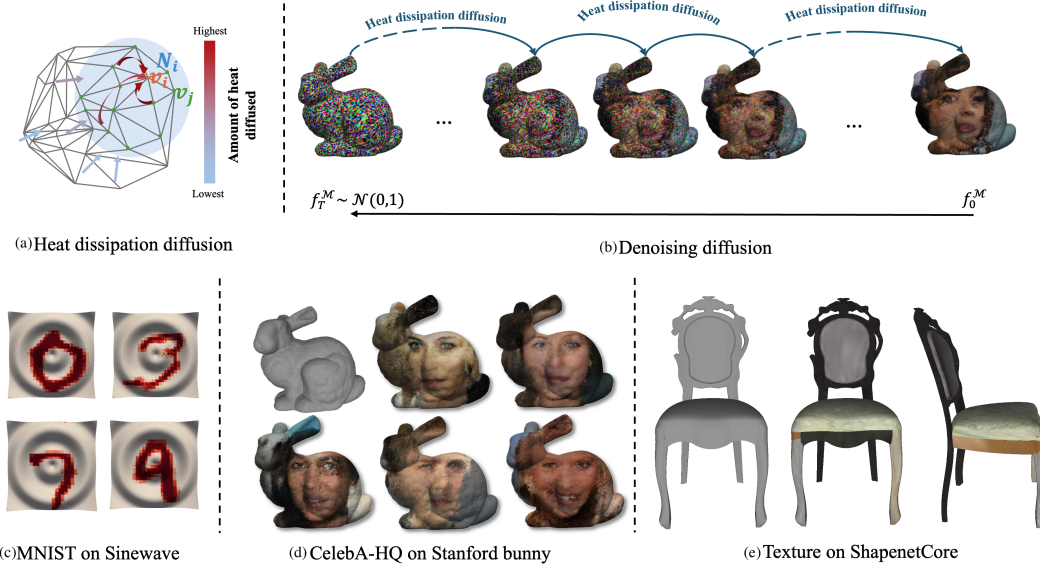 Heat dissipation diffusion
Heat dissipation diffusion
Heat dissipation diffusion
Highest
N_i
v_i
v_j
Amount of heat
diffused
Lowest
...
...
f_T^ℳ ~ 𝒩(0,1)
f_0^ℳ
(a) Heat dissipation diffusion
(b) Denoising diffusion
(c) MNIST on Sinewave
(d) CelebA-HQ on Stanford bunny
(e) Texture on ShapenetCore